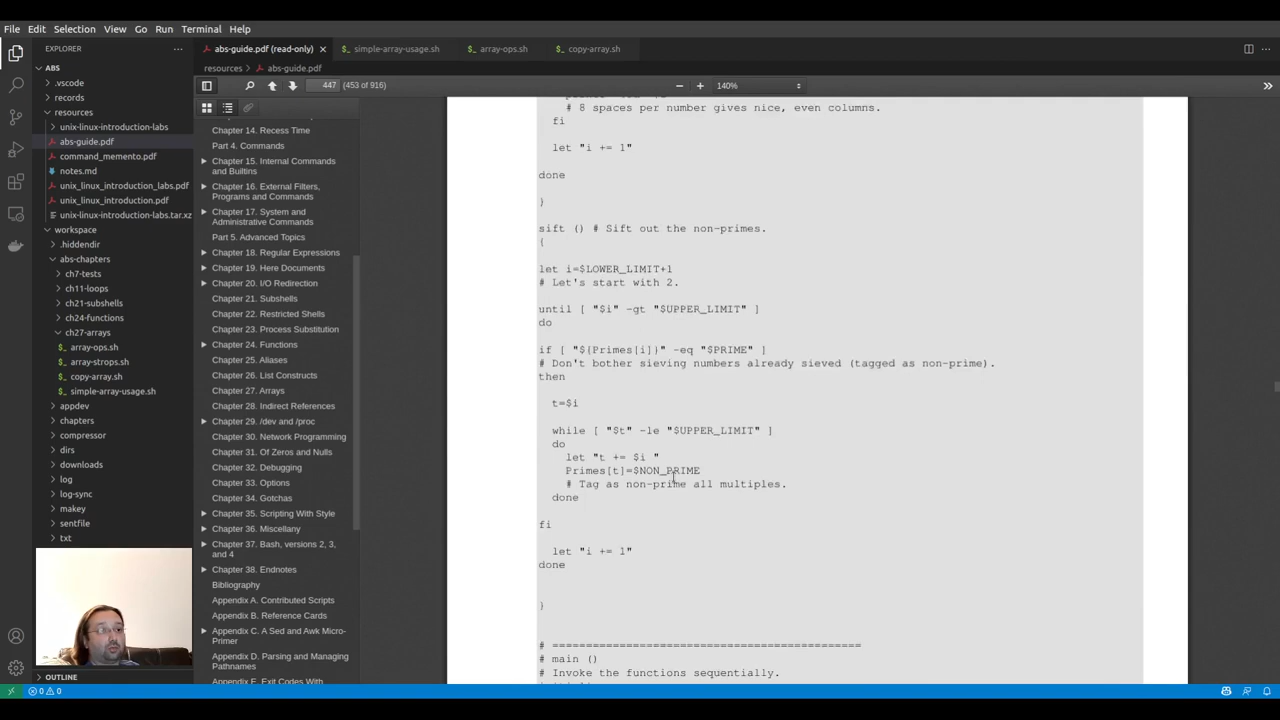 File Edit Selection View Go Run Terminal Help
EXPLORER
abs-guide.pdf (read-only)
simple-array-usage.sh
array-ops.sh
copy-array.sh
ABS
.vscode
records
resources
unix-linux-introduction-labs
abs-guide.pdf
command_memento.pdf
notes.md
unix_linux_introduction_labs.pdf
unix_linux_introduction.pdf
unix-linux-introduction-labs.tar.xz
workspace
.hiddendir
abs-chapters
ch7-tests
ch11-loops
ch21-subshells
ch24-functions
ch27-arrays
array-ops.sh
array-strops.sh
copy-array.sh
simple-array-usage.sh
appdev
chapters
compressor
dirs
downloads
log
log-sync
makey
sentfile
txt
OUTLINE
resources > abs-guide.pdf
447 (453 of 916)
140%
Chapter 14. Recess Time
Part 4. Commands
Chapter 15. Internal Commands
and Builtins
Chapter 16. External Filters,
Programs and Commands
Chapter 17. System and
Administrative Commands
Part 5. Advanced Topics
Chapter 18. Regular Expressions
Chapter 19. Here Documents
Chapter 20. I/O Redirection
Chapter 21. Subshells
Chapter 22. Restricted Shells
Chapter 23. Process Substitution
Chapter 24. Functions
Chapter 25. Aliases
Chapter 26. List Constructs
Chapter 27. Arrays
Chapter 28. Indirect References
Chapter 29. /dev and /proc
Chapter 30. Network Programming
Chapter 31. Of Zeros and Nulls
Chapter 32. Debugging
Chapter 33. Options
Chapter 34. Gotchas
Chapter 35. Scripting With Style
Chapter 36. Miscellany
Chapter 37. Bash, versions 2, 3,
and 4
Chapter 38. Endnotes
Bibliography
Appendix A. Contributed Scripts
Appendix B. Reference Cards
Appendix C. A Sed and Awk Micro-
Primer
Appendix D. Parsing and Managing
Pathnames
Appendix E. Exit Codes With
# 8 spaces per number gives nice, even columns.
fi
let "i += 1"
done
}
sift () # Sift out the non-primes.
{
let i=$LOWER_LIMIT+1
# Let's start with 2.
until [ "$i" -gt "$UPPER_LIMIT" ]
do
if [ "${Primes[i]}" -eq "$PRIME" ]
# Don't bother sieving numbers already sieved (tagged as non-prime).
then
t=$i
while [ "$t" -le "$UPPER_LIMIT" ]
do
let "t += $i "
Primes[t]=$NON_PRIME
# Tag as non-prime all multiples.
done
fi
let "i += 1"
done
}
# =============================================
# main ()
# Invoke the functions sequentially.
0 0 0